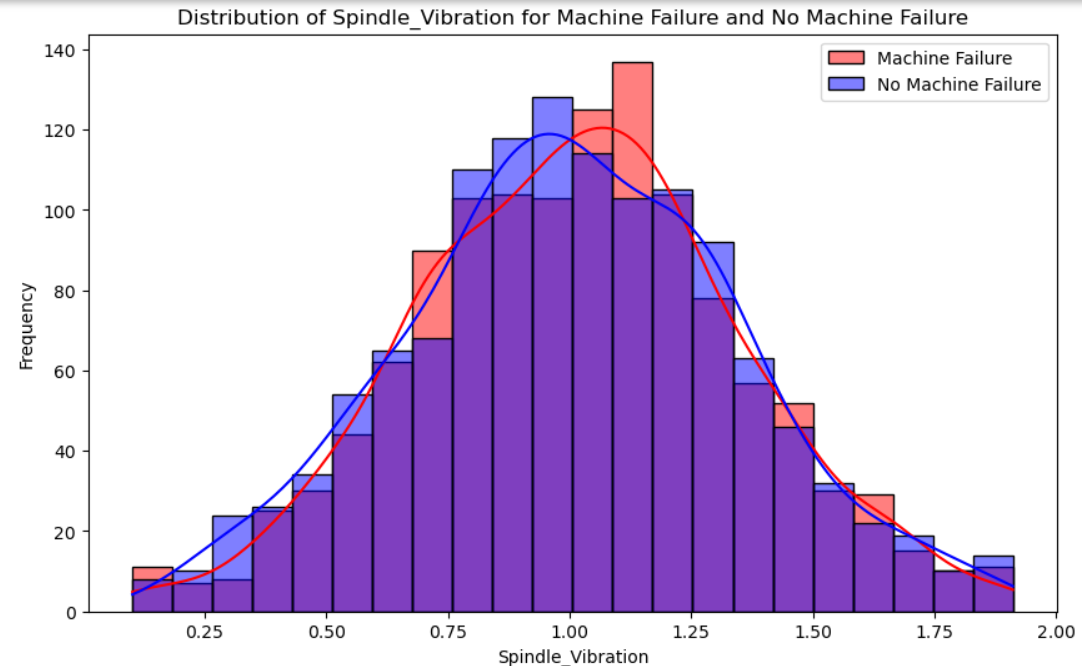 Distribution of Spindle_Vibration for Machine Failure and No Machine Failure
Machine Failure
No Machine Failure
Frequency
140
120
100
80
60
40
20
0
0.25 0.50 0.75 1.00 1.25 1.50 1.75 2.00
Spindle_Vibration